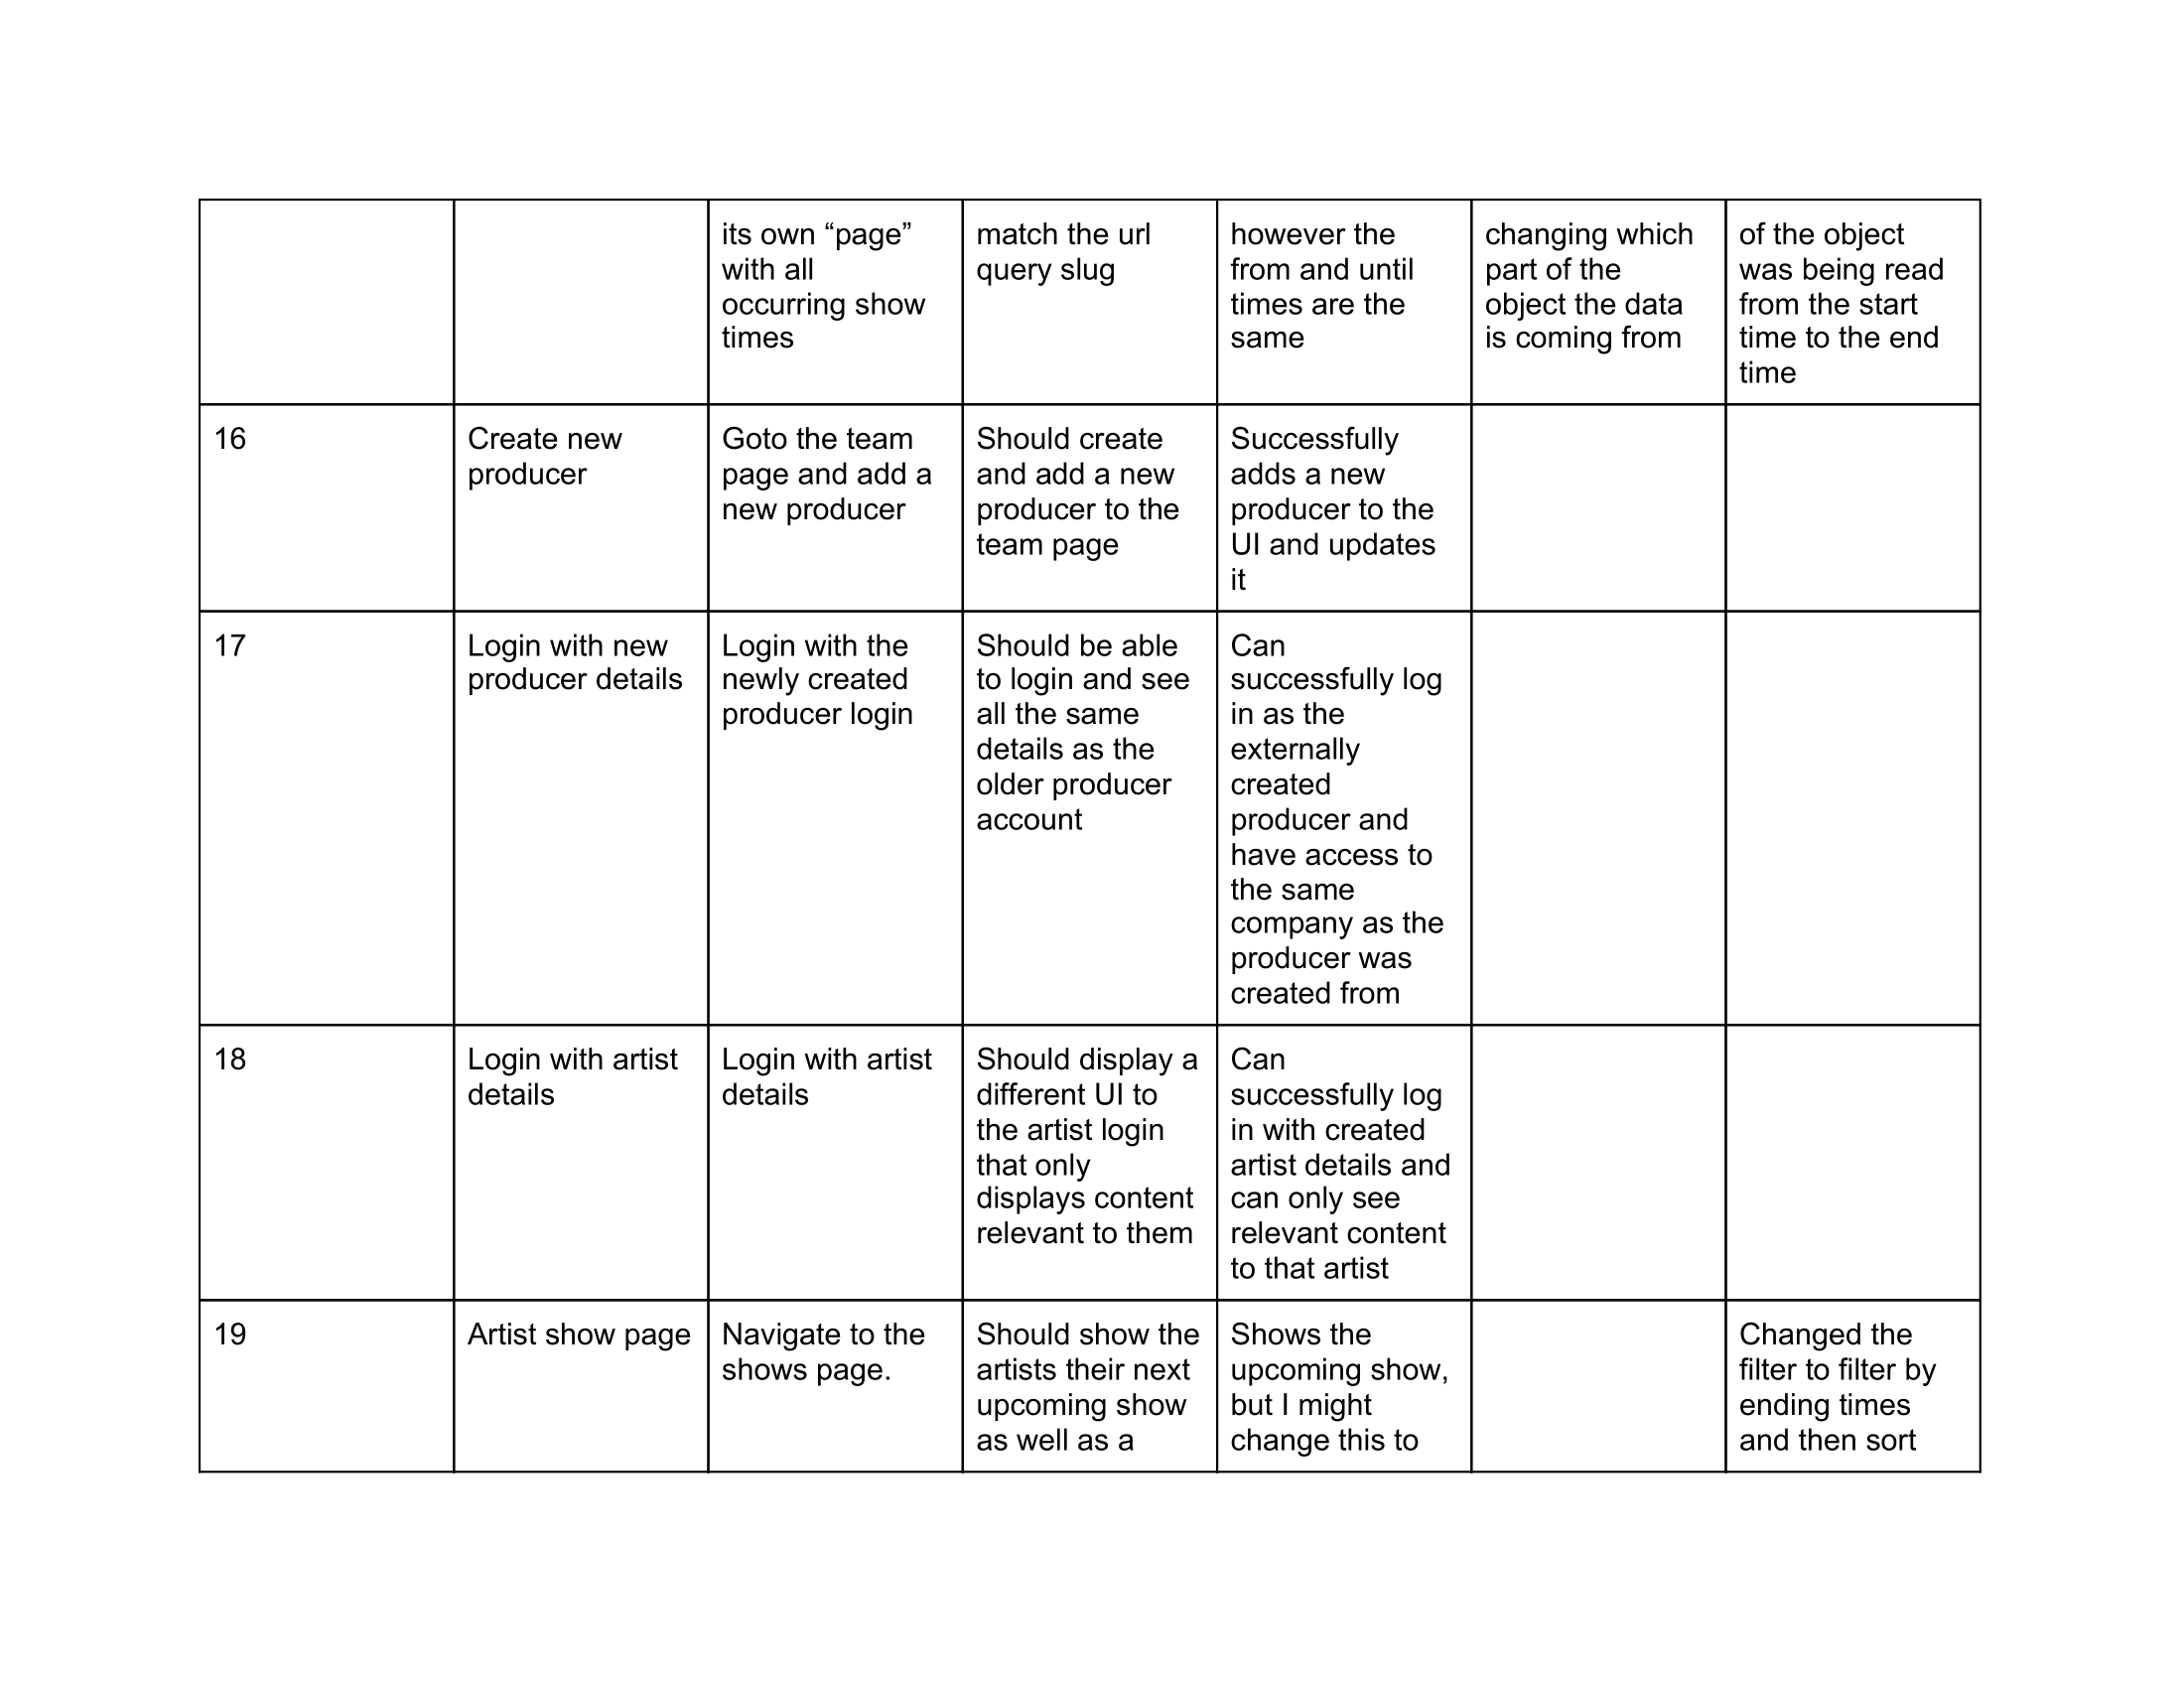 its own “page”
with all
occurring show
times
match the url
query slug
however the
from and until
times are the
same
changing which
part of the
object the data
is coming from
of the object
was being read
from the start
time to the end
time
16
Create new
producer
Goto the team
page and add a
new producer
Should create
and add a new
producer to the
team page
Successfully
adds a new
producer to the
UI and updates
it
17
Login with new
producer details
Login with the
newly created
producer login
Should be able
to login and see
all the same
details as the
older producer
account
Can
successfully log
in as the
externally
created
producer and
have access to
the same
company as the
producer was
created from
18
Login with artist
details
Login with artist
details
Should display a
different UI to
the artist login
that only
displays content
relevant to them
Can
successfully log
in with created
artist details and
can only see
relevant content
to that artist
19
Artist show page
Navigate to the
shows page.
Should show the
artists their next
upcoming show
as well as a
Shows the
upcoming show,
but I might
change this to
Changed the
filter to filter by
ending times
and then sort